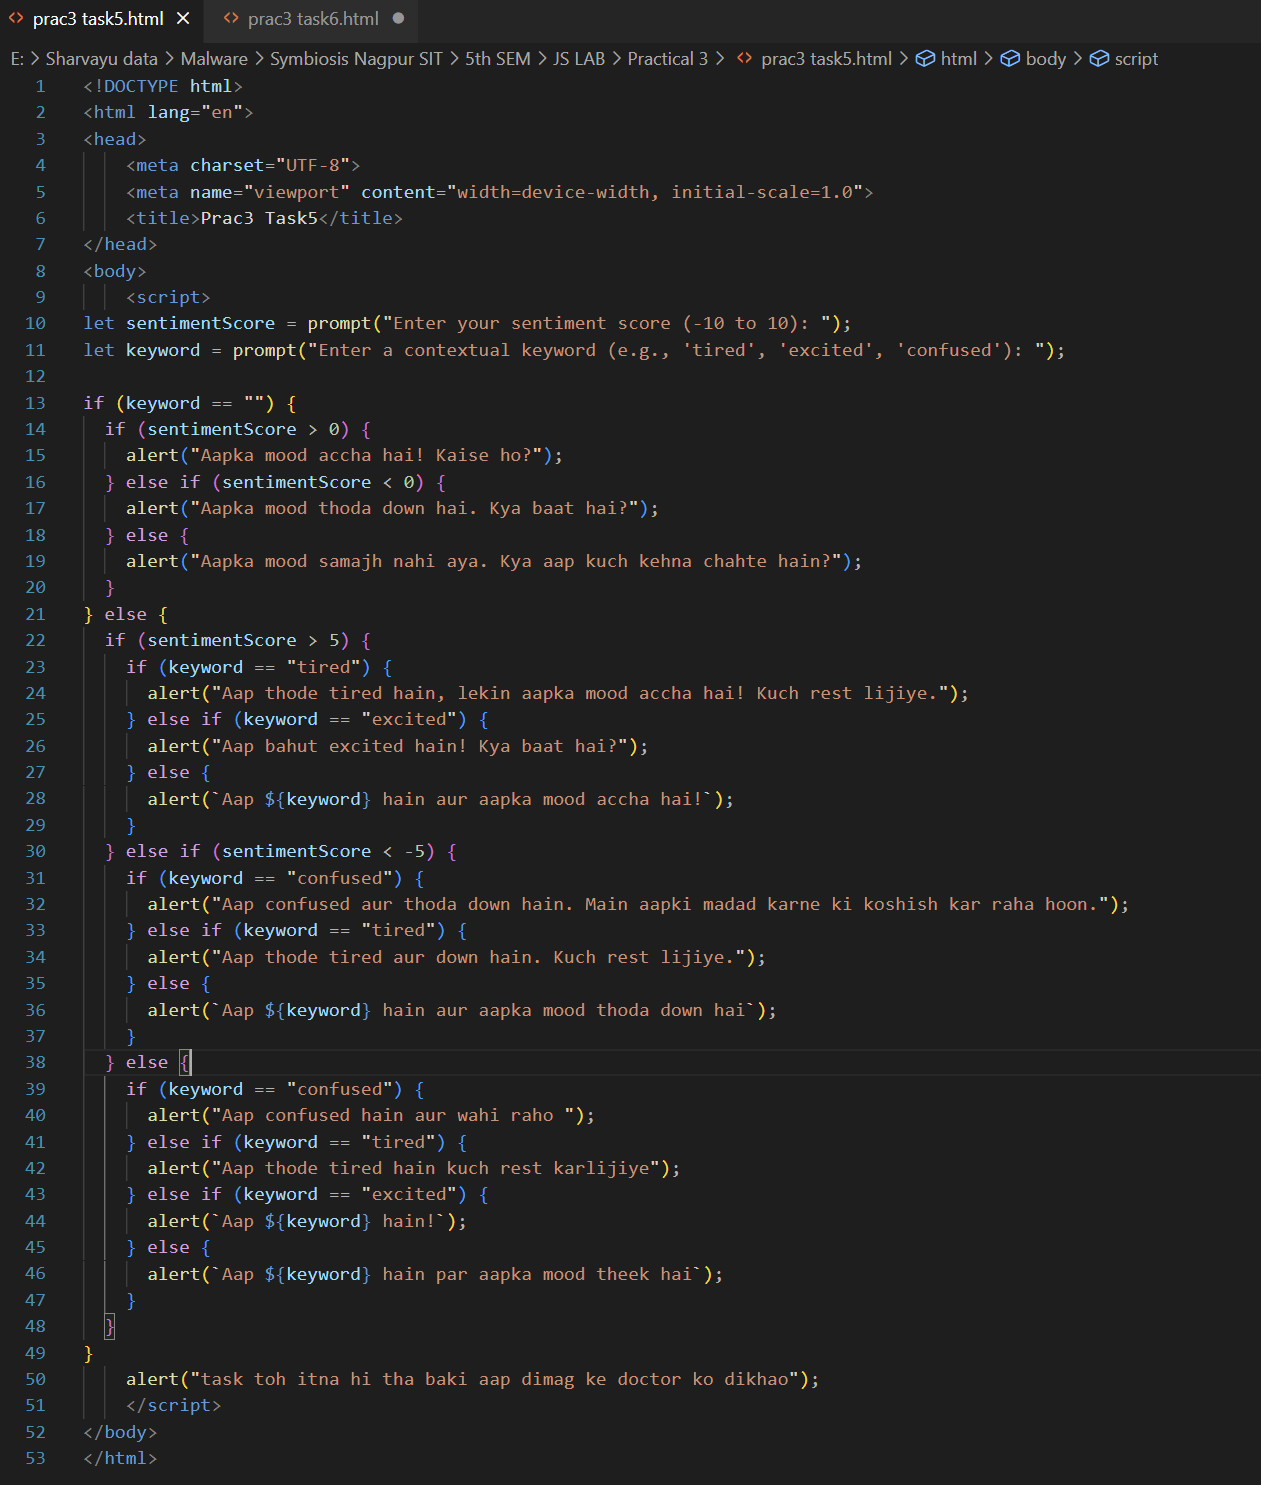 prac3 task5.html
prac3 task6.html
E: > Sharvayu data > Malware > Symbiosis Nagpur SIT > 5th SEM > JS LAB > Practical 3 > prac3 task5.html > html > body > script
1 <!DOCTYPE html>
2 <html lang="en">
3 <head>
4     <meta charset="UTF-8">
5     <meta name="viewport" content="width=device-width, initial-scale=1.0">
6     <title>Prac3 Task5</title>
7 </head>
8 <body>
9     <script>
10 let sentimentScore = prompt("Enter your sentiment score (-10 to 10): ");
11 let keyword = prompt("Enter a contextual keyword (e.g., 'tired', 'excited', 'confused'): ");
12
13 if (keyword == "") {
14   if (sentimentScore > 0) {
15     alert("Aapka mood accha hai! Kaise ho?");
16   } else if (sentimentScore < 0) {
17     alert("Aapka mood thoda down hai. Kya baat hai?");
18   } else {
19     alert("Aapka mood samajh nahi aya. Kya aap kuch kehna chahte hain?");
20   }
21 } else {
22   if (sentimentScore > 5) {
23     if (keyword == "tired") {
24       alert("Aap thode tired hain, lekin aapka mood accha hai! Kuch rest lijiye.");
25     } else if (keyword == "excited") {
26       alert("Aap bahut excited hain! Kya baat hai?");
27     } else {
28       alert(`Aap ${keyword} hain aur aapka mood accha hai!`);
29     }
30   } else if (sentimentScore < -5) {
31     if (keyword == "confused") {
32       alert("Aap confused aur thoda down hain. Main aapki madad karne ki koshish kar raha hoon.");
33     } else if (keyword == "tired") {
34       alert("Aap thode tired aur down hain. Kuch rest lijiye.");
35     } else {
36       alert(`Aap ${keyword} hain aur aapka mood thoda down hai`);
37     }
38   } else {
39     if (keyword == "confused") {
40       alert("Aap confused hain aur wahi raho ");
41     } else if (keyword == "tired") {
42       alert("Aap thode tired hain kuch rest karlijiye");
43     } else if (keyword == "excited") {
44       alert(`Aap ${keyword} hain!`);
45     } else {
46       alert(`Aap ${keyword} hain par aapka mood theek hai`);
47     }
48   }
49 }
50     alert("task toh itna hi tha baki aap dimag ke doctor ko dikhao");
51     </script>
52 </body>
53 </html>